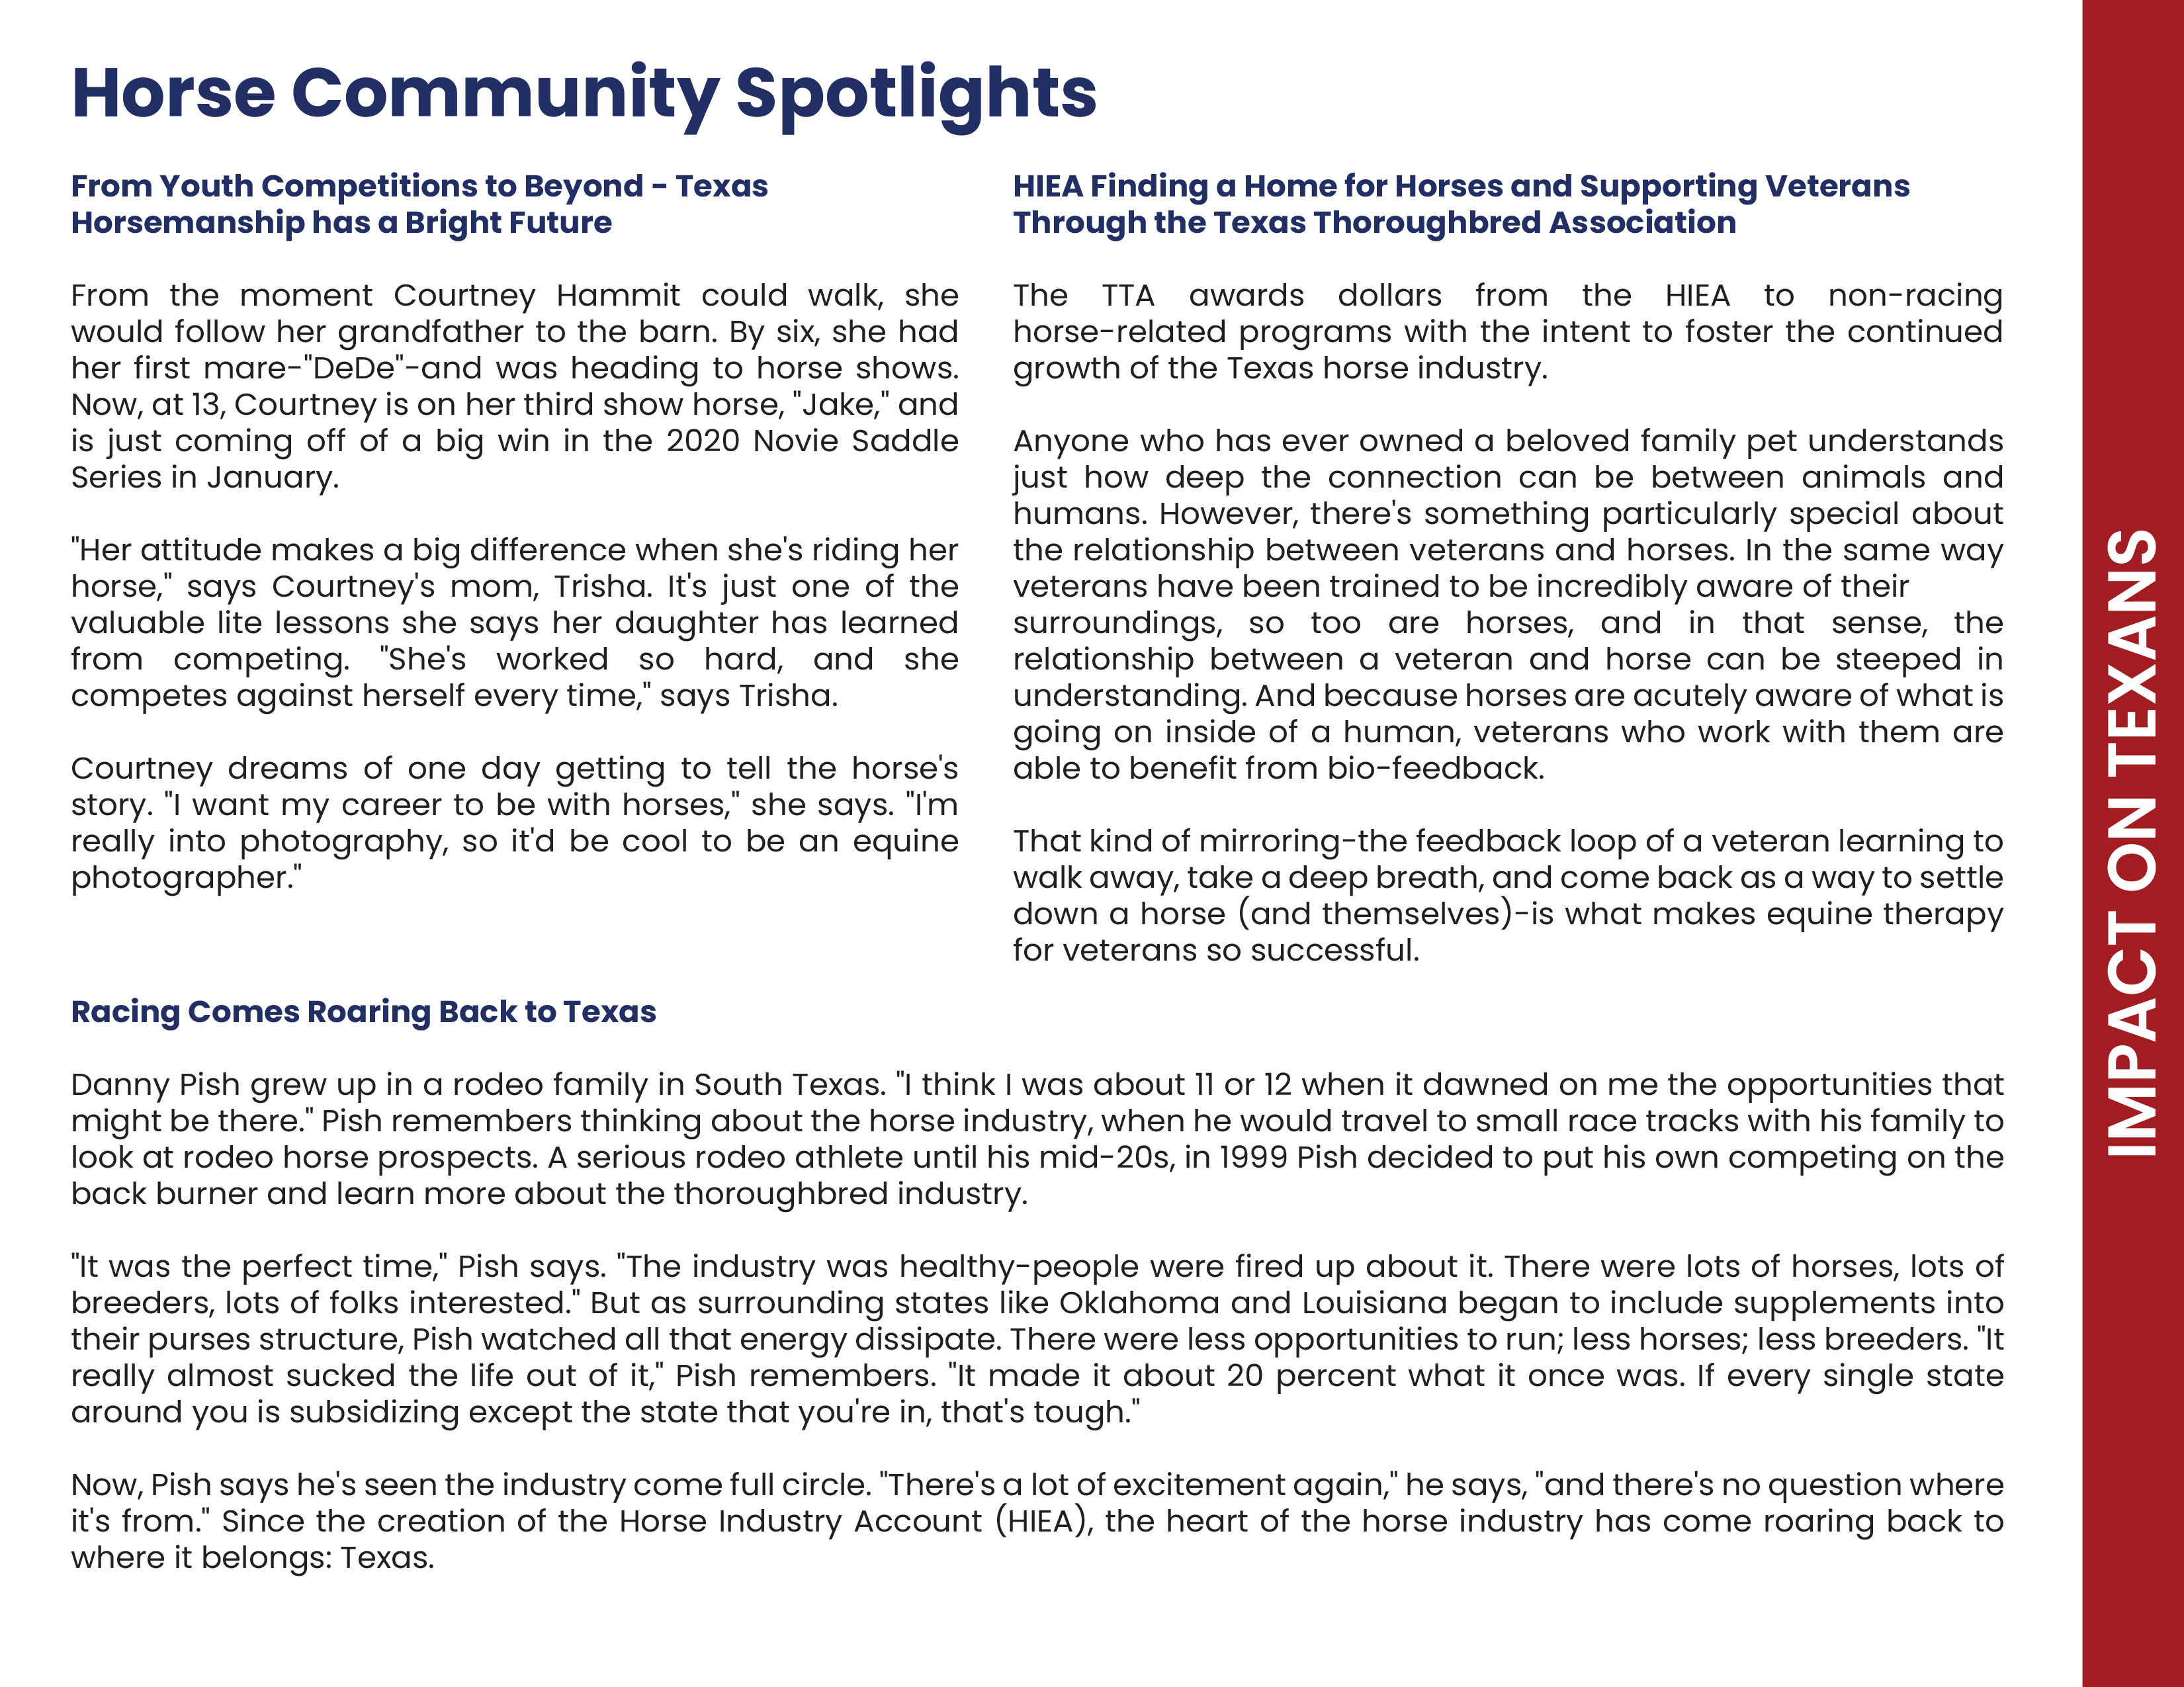 Horse Community Spotlights
From Youth Competitions to Beyond - Texas
Horsemanship has a Bright Future
From the moment Courtney Hammit could walk, she
would follow her grandfather to the barn. By six, she had
her first mare-"DeDe"-and was heading to horse shows.
Now, at 13, Courtney is on her third show horse, "Jake," and
is just coming off of a big win in the 2020 Novie Saddle
Series in January.
"Her attitude makes a big difference when she's riding her
horse," says Courtney's mom, Trisha. It's just one of the
valuable lite lessons she says her daughter has learned
from competing. "She's worked so hard, and she
competes against herself every time," says Trisha.
Courtney dreams of one day getting to tell the horse's
story. "I want my career to be with horses," she says. "I'm
really into photography, so it'd be cool to be an equine
photographer."
HIEA Finding a Home for Horses and Supporting Veterans
Through the Texas Thoroughbred Association
The TTA awards dollars from the HIEA to non-racing
horse-related programs with the intent to foster the continued
growth of the Texas horse industry.
Anyone who has ever owned a beloved family pet understands
just how deep the connection can be between animals and
humans. However, there's something particularly special about
the relationship between veterans and horses. In the same way
veterans have been trained to be incredibly aware of their
surroundings, so too are horses, and in that sense, the
relationship between a veteran and horse can be steeped in
understanding. And because horses are acutely aware of what is
going on inside of a human, veterans who work with them are
able to benefit from bio-feedback.
That kind of mirroring-the feedback loop of a veteran learning to
walk away, take a deep breath, and come back as a way to settle
down a horse (and themselves)-is what makes equine therapy
for veterans so successful.
Racing Comes Roaring Back to Texas
Danny Pish grew up in a rodeo family in South Texas. "I think I was about 11 or 12 when it dawned on me the opportunities that
might be there." Pish remembers thinking about the horse industry, when he would travel to small race tracks with his family to
look at rodeo horse prospects. A serious rodeo athlete until his mid-20s, in 1999 Pish decided to put his own competing on the
back burner and learn more about the thoroughbred industry.
"It was the perfect time," Pish says. "The industry was healthy-people were fired up about it. There were lots of horses, lots of
breeders, lots of folks interested." But as surrounding states like Oklahoma and Louisiana began to include supplements into
their purses structure, Pish watched all that energy dissipate. There were less opportunities to run; less horses; less breeders. "It
really almost sucked the life out of it," Pish remembers. "It made it about 20 percent what it once was. If every single state
around you is subsidizing except the state that you're in, that's tough."
Now, Pish says he's seen the industry come full circle. "There's a lot of excitement again," he says, "and there's no question where
it's from." Since the creation of the Horse Industry Account (HIEA), the heart of the horse industry has come roaring back to
where it belongs: Texas.
IMPACT ON TEXANS